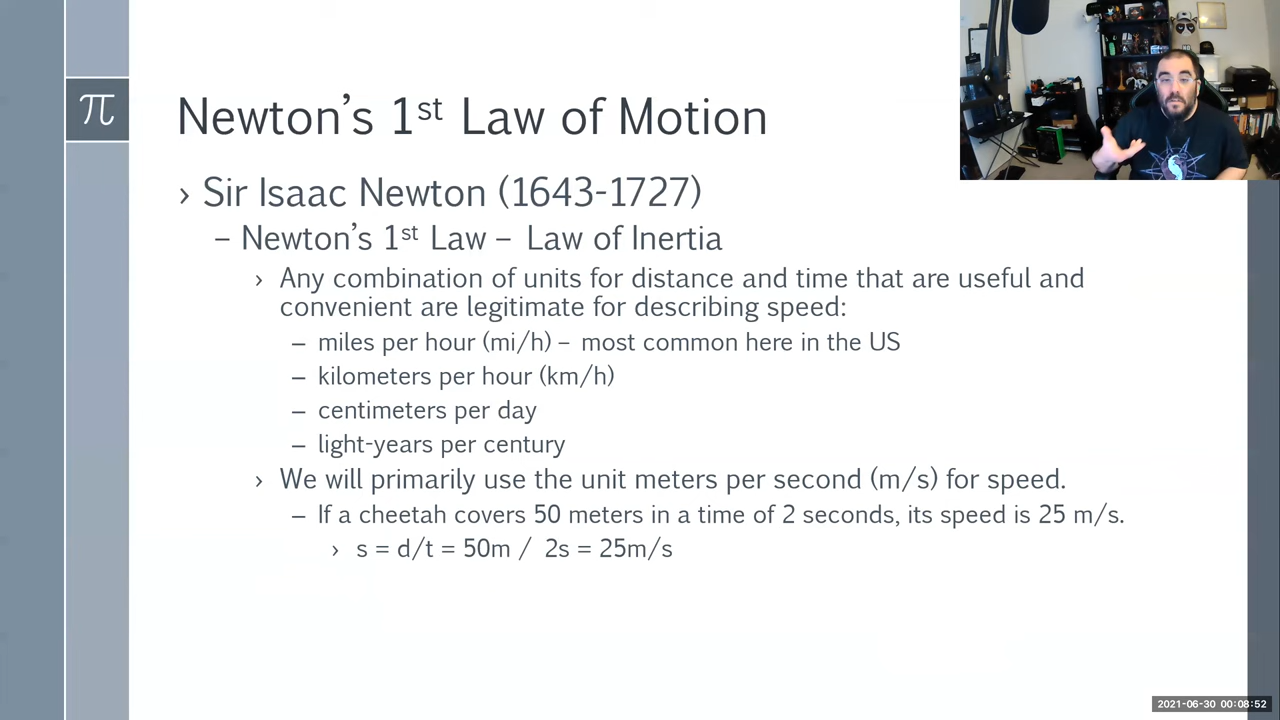 π
Newton's 1st Law of Motion
› Sir Isaac Newton (1643-1727)
– Newton's 1st Law – Law of Inertia
› Any combination of units for distance and time that are useful and
convenient are legitimate for describing speed:
– miles per hour (mi/h) – most common here in the US
– kilometers per hour (km/h)
– centimeters per day
– light-years per century
› We will primarily use the unit meters per second (m/s) for speed.
– If a cheetah covers 50 meters in a time of 2 seconds, its speed is 25 m/s.
› s = d/t = 50m / 2s = 25m/s
2021-06-30 00:08:52